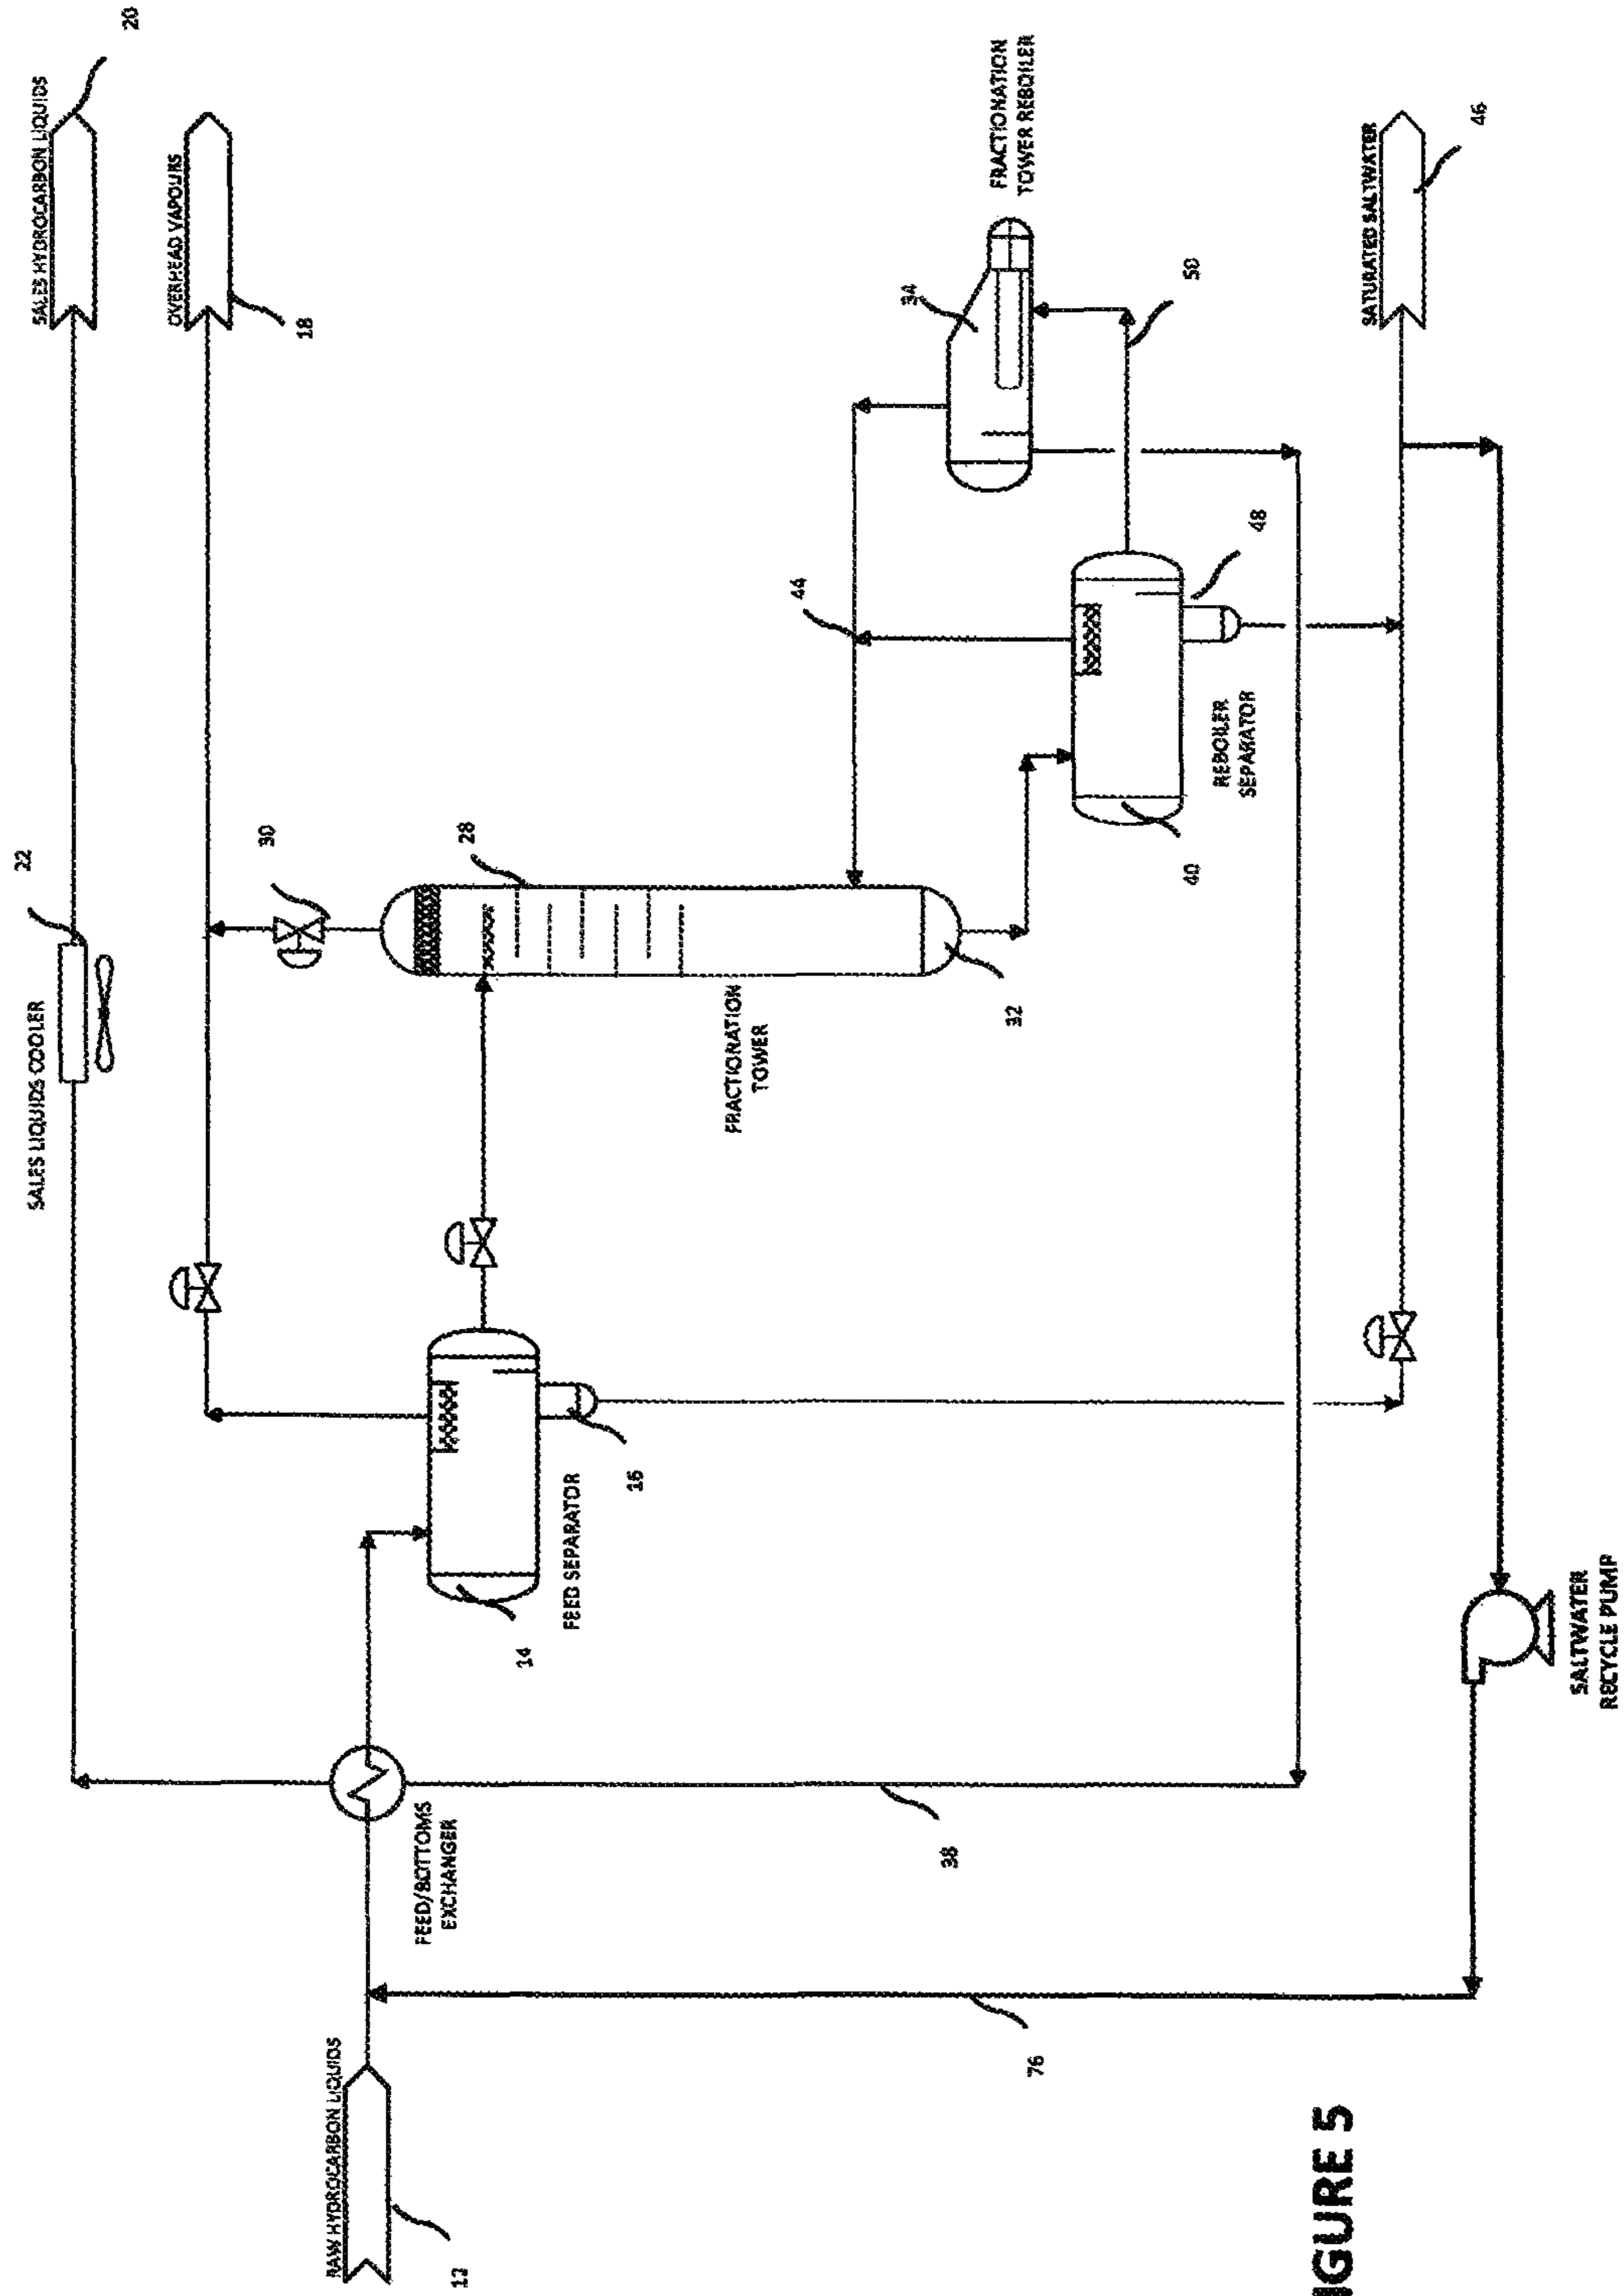 SALES HYDROCARBON LIQUIDS
20
OVERHEAD VAPOURS
18
SALES LIQUIDS COOLER
22
30
28
FRACTIONATION
TOWER
32
FRACTIONATION
TOWER REBOILER
34
50
44
48
REBOILER
SEPARATOR
40
SATURATED SALTWATER
46
FEED SEPARATOR
16
14
FEED/BOTTOMS
EXCHANGER
38
RAW HYDROCARBON LIQUIDS
12
76
SALTWATER
RECYCLE PUMP
IGURE 5